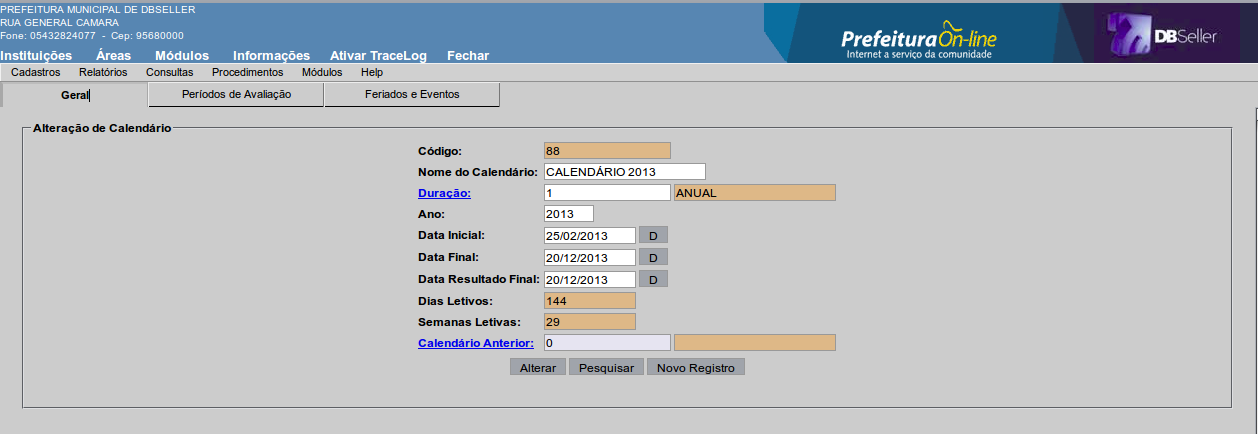 PREFEITURA MUNICIPAL DE DBSELLER
RUA GENERAL CAMARA
Fone: 05432824077 - Cep: 95680000
Prefeitura On-line
Internet a serviço da comunidade
DBSeller
Instituições Áreas Módulos Informações Ativar TraceLog Fechar
Cadastros Relatórios Consultas Procedimentos Módulos Help
Geral Períodos de Avaliação Feriados e Eventos
Alteração de Calendário
Código: 88
Nome do Calendário: CALENDÁRIO 2013
Duração: 1 ANUAL
Ano: 2013
Data Inicial: 25/02/2013 D
Data Final: 20/12/2013 D
Data Resultado Final: 20/12/2013 D
Dias Letivos: 144
Semanas Letivas: 29
Calendário Anterior: 0
Alterar Pesquisar Novo Registro